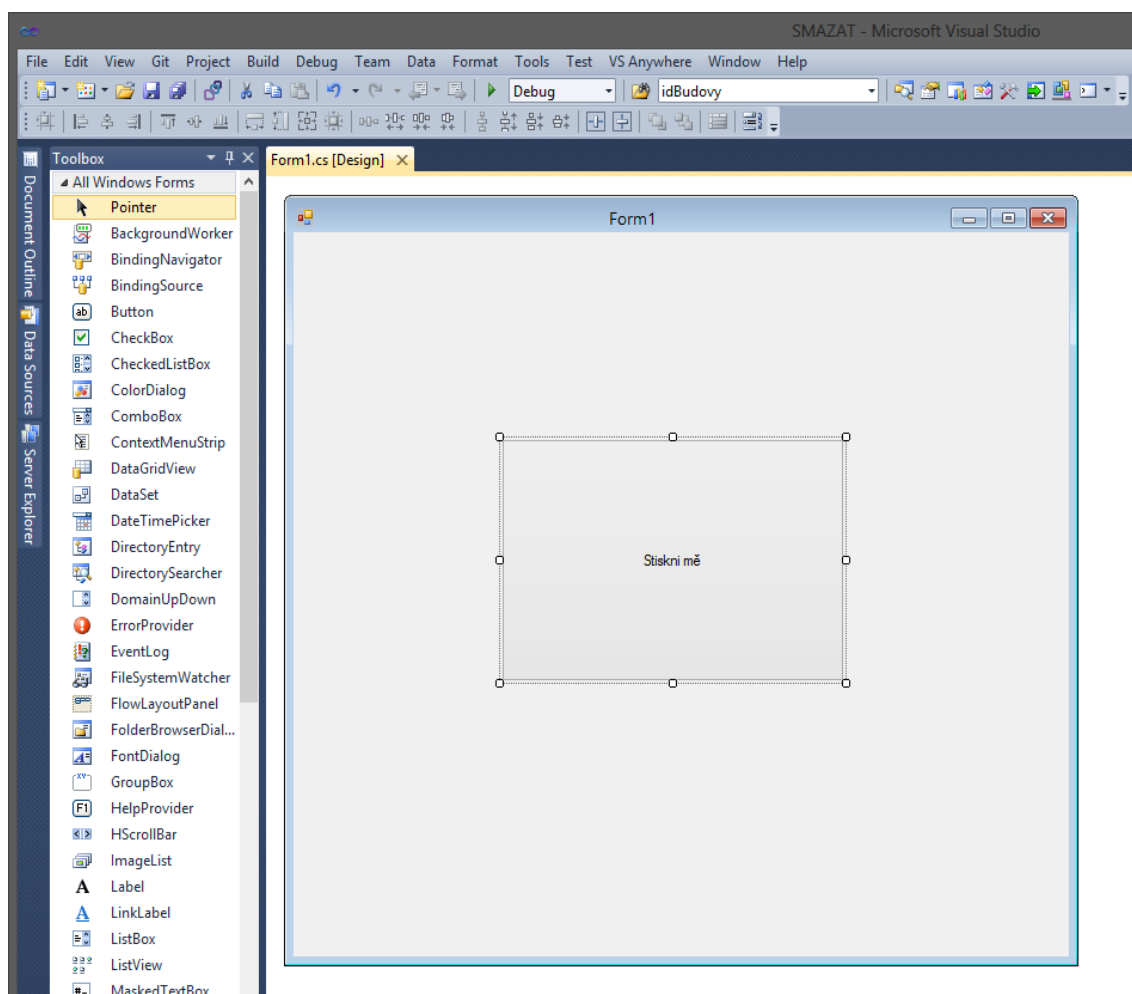 SMAZAT - Microsoft Visual Studio
File Edit View Git Project Build Debug Team Data Format Tools Test VS Anywhere Window Help
Debug idBudovy
Toolbox
Form1.cs [Design]
Document Outline
Data Sources
Server Explorer
All Windows Forms
Pointer
BackgroundWorker
BindingNavigator
BindingSource
Button
CheckBox
CheckedListBox
ColorDialog
ComboBox
ContextMenuStrip
DataGridView
DataSet
DateTimePicker
DirectoryEntry
DirectorySearcher
DomainUpDown
ErrorProvider
EventLog
FileSystemWatcher
FlowLayoutPanel
FolderBrowserDial...
FontDialog
GroupBox
HelpProvider
HScrollBar
ImageList
Label
LinkLabel
ListBox
ListView
MaskedTextBox
Form1
Stiskni mě